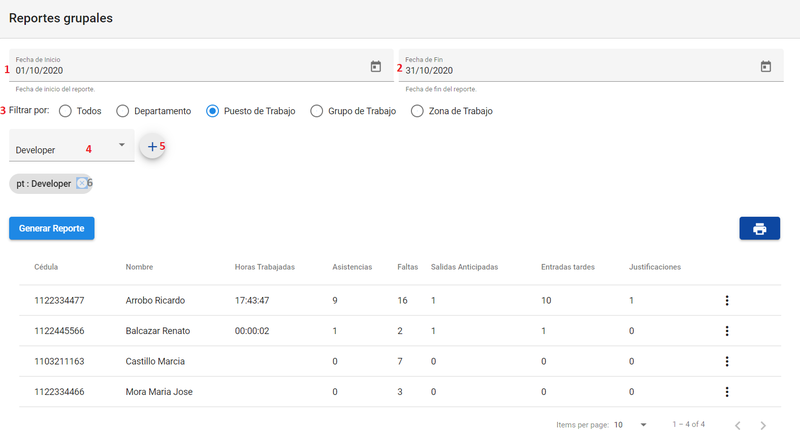 Reportes grupales
Fecha de Inicio
1 01/10/2020
Fecha de inicio del reporte.
Fecha de Fin
2 31/10/2020
Fecha de fin del reporte.
3 Filtrar por: Todos Departamento Puesto de Trabajo Grupo de Trabajo Zona de Trabajo
Developer 4 + 5
pt : Developer 6
Generar Reporte
Cédula Nombre Horas Trabajadas Asistencias Faltas Salidas Anticipadas Entradas tardes Justificaciones
1122334477 Arrobo Ricardo 17:43:47 9 16 1 10 1
1122445566 Balcazar Renato 00:00:02 1 2 1 1 0
1103211163 Castillo Marcia 0 7 0 0 0
1122334466 Mora Maria Jose 0 3 0 0 0
Items per page: 10 1 – 4 of 4